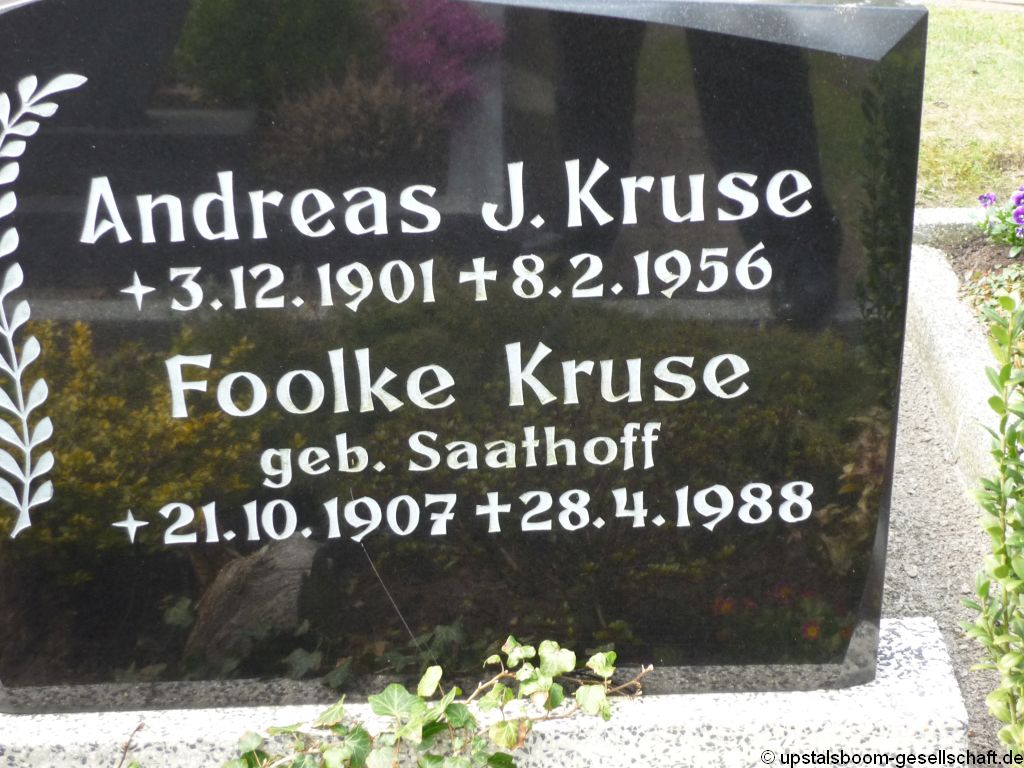 Andreas J. Kruse
✦ 3.12.1901 ✝ 8.2.1956
Foolke Kruse
geb. Saathoff
✦ 21.10.1907 ✝ 28.4.1988
© upstalsboom-gesellschaft.de